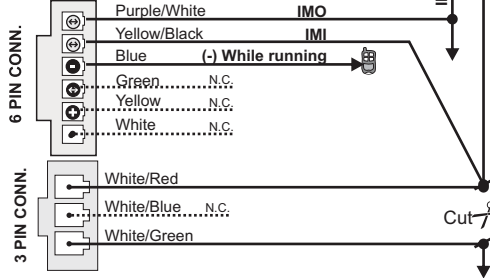 6 PIN CONN.
Purple/White IMO
Yellow/Black IMI
Blue (-) While running
Green N.C.
Yellow N.C.
White N.C.
3 PIN CONN.
White/Red
White/Blue N.C.
Cut
White/Green